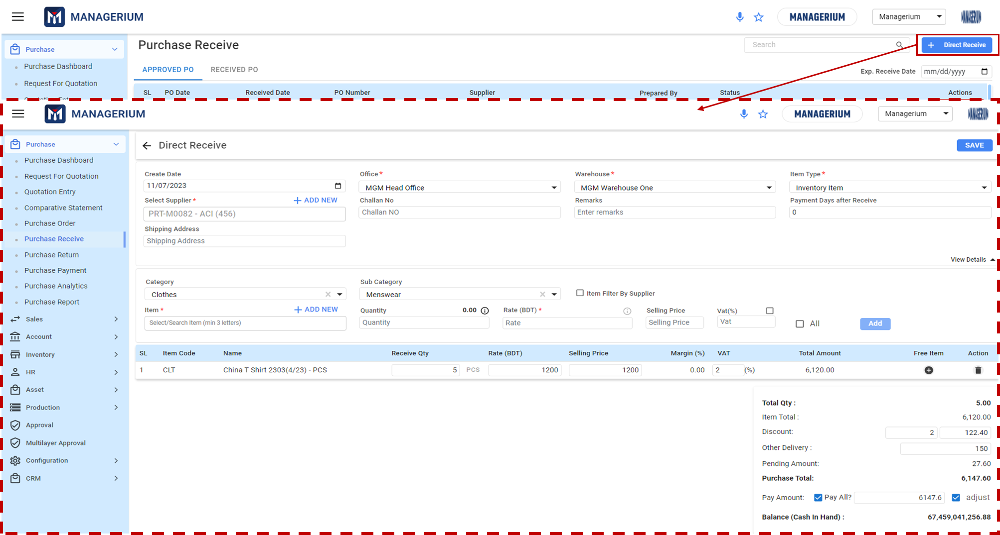 MANAGERIUM
MANAGERIUM
Managerium
MANAGERIUM
Purchase
Purchase Dashboard
Request For Quotation
Purchase Receive
Search
Direct Receive
APPROVED PO
RECEIVED PO
Exp. Receive Date
mm/dd/yyyy
SL PO Date Received Date PO Number Supplier Prepared By Status Actions
MANAGERIUM
MANAGERIUM
Managerium
MANAGERIUM
Purchase
Purchase Dashboard
Request For Quotation
Quotation Entry
Comparative Statement
Purchase Order
Purchase Receive
Purchase Return
Purchase Payment
Purchase Analytics
Purchase Report
Sales
Account
Inventory
HR
Asset
Production
Approval
Multilayer Approval
Configuration
CRM
Direct Receive
SAVE
Create Date
11/07/2023
Office *
MGM Head Office
Warehouse *
MGM Warehouse One
Item Type *
Inventory Item
Select Supplier *
ADD NEW
PRT-M0082 - ACI (456)
Challan No
Challan NO
Remarks
Enter remarks
Payment Days after Receive
0
Shipping Address
Shipping Address
View Details
Category
Clothes
Sub Category
Menswear
Item Filter By Supplier
Item *
ADD NEW
Select/Search Item (min 3 letters)
Quantity
0.00
Quantity
Rate (BDT) *
Rate
Selling Price
Selling Price
Vat(%)
Vat
All
Add
SL Item Code Name Receive Qty Rate (BDT) Selling Price Margin (%) VAT Total Amount Free Item Action
1 CLT China T Shirt 2303(4/23) - PCS 5 PCS 1200 1200 0.00 2 (%) 6,120.00
Total Qty : 5.00
Item Total : 6,120.00
Discount: 2 122.40
Other Delivery : 150
Pending Amount: 27.60
Purchase Total: 6,147.60
Pay Amount: Pay All? 6147.6 adjust
Balance (Cash In Hand) : 67,459,041,256.88